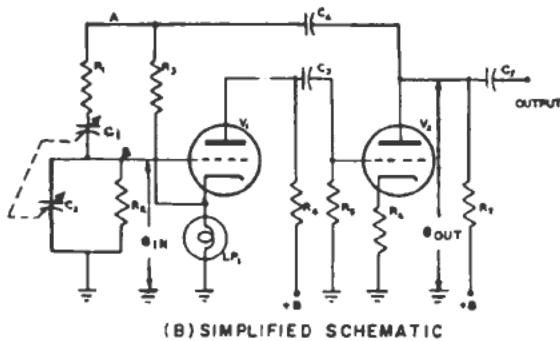 A
C4
R1
R3
C3
C7
OUTPUT
V1
V2
C1
B
C2
R2
eIN
LP1
R4
R5
R6
eOUT
R7
+B
+B
(B) SIMPLIFIED SCHEMATIC